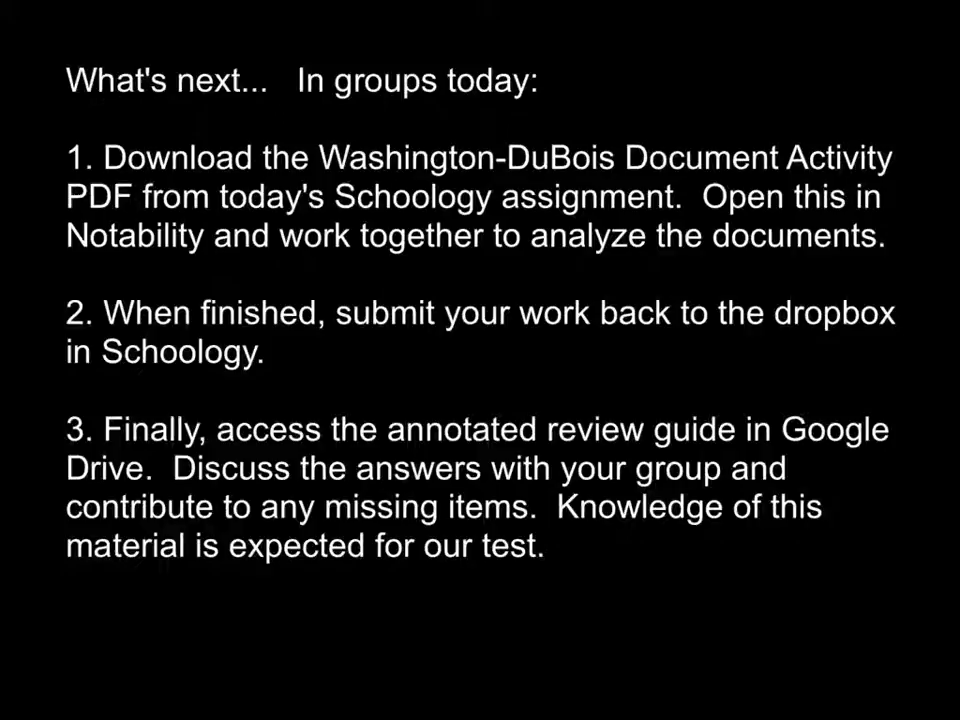 What's next...   In groups today:
1. Download the Washington-DuBois Document Activity
PDF from today's Schoology assignment.  Open this in
Notability and work together to analyze the documents.
2. When finished, submit your work back to the dropbox
in Schoology.
3. Finally, access the annotated review guide in Google
Drive.  Discuss the answers with your group and
contribute to any missing items.  Knowledge of this
material is expected for our test.